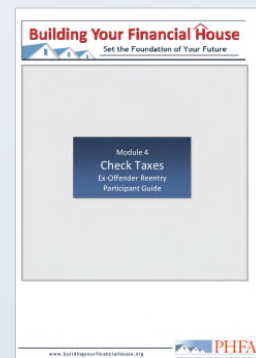 Building Your Financial House
Set the Foundation of Your Future
Module 4
Check Taxes
Ex-Offender Reentry
Participant Guide
www.buildingyourfinancialhouse.org
PHFA